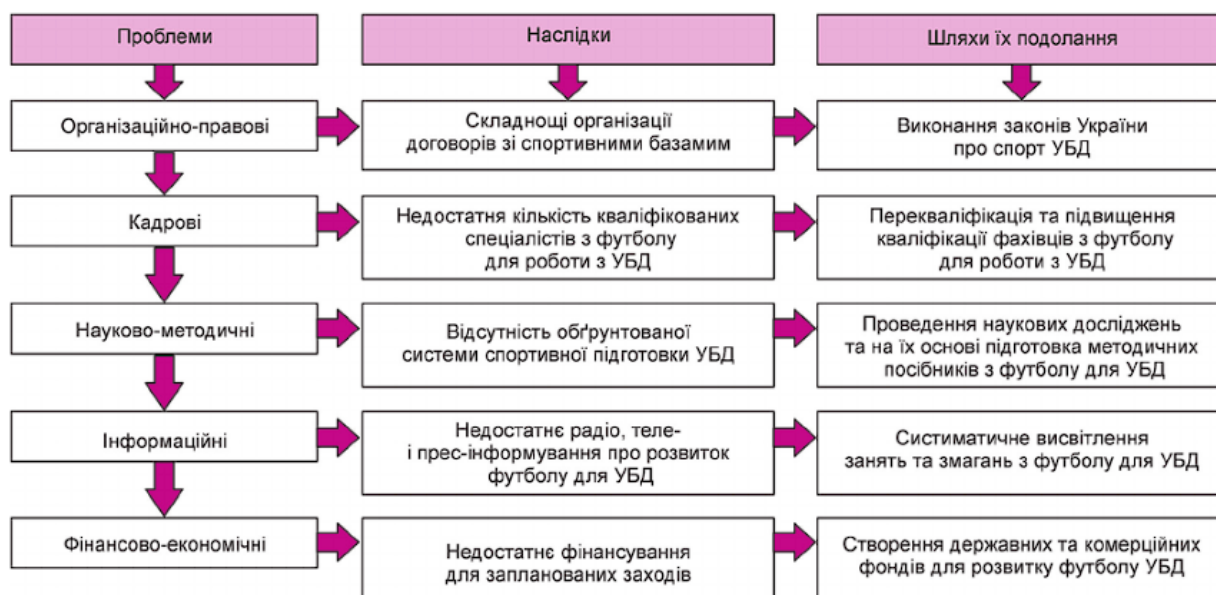 Проблеми
Наслідки
Шляхи їх подолання
Організаційно-правові
Складнощі організації
договорів зі спортивними базамим
Виконання законів України
про спорт УБД
Кадрові
Недостатня кількість кваліфікованих
спеціалістів з футболу
для роботи з УБД
Перекваліфікація та підвищення
кваліфікації фахівців з футболу
для роботи з УБД
Науково-методичні
Відсутність обґрунтованої
системи спортивної підготовки УБД
Проведення наукових досліджень
та на їх основі підготовка методичних
посібників з футболу для УБД
Інформаційні
Недостатнє радіо, теле-
і прес-інформування про розвиток
футболу для УБД
Систематичне висвітлення
занять та змагань з футболу для УБД
Фінансово-економічні
Недостатнє фінансування
для запланованих заходів
Створення державних та комерційних
фондів для розвитку футболу УБД